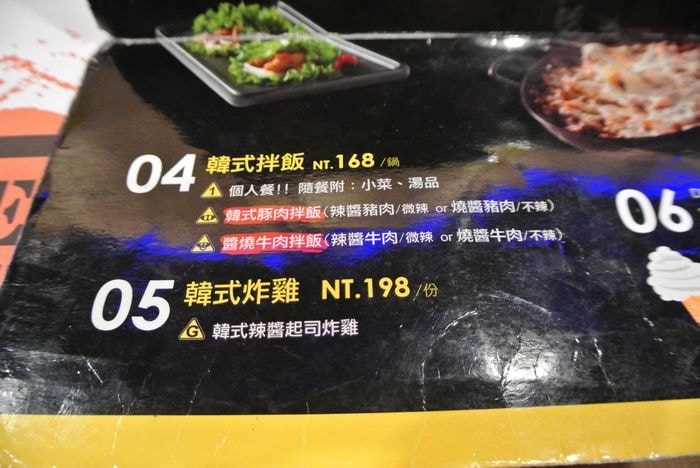 04 韓式拌飯 NT.168 /鍋
1 個人餐!! 隨餐附：小菜、湯品
韓式豚肉拌飯(辣醬豬肉/微辣 or 燒醬豬肉/不辣)
醬燒牛肉拌飯(辣醬牛肉/微辣 or 燒醬牛肉/不辣)
05 韓式炸雞 NT.198 /份
G 韓式辣醬起司炸雞
06